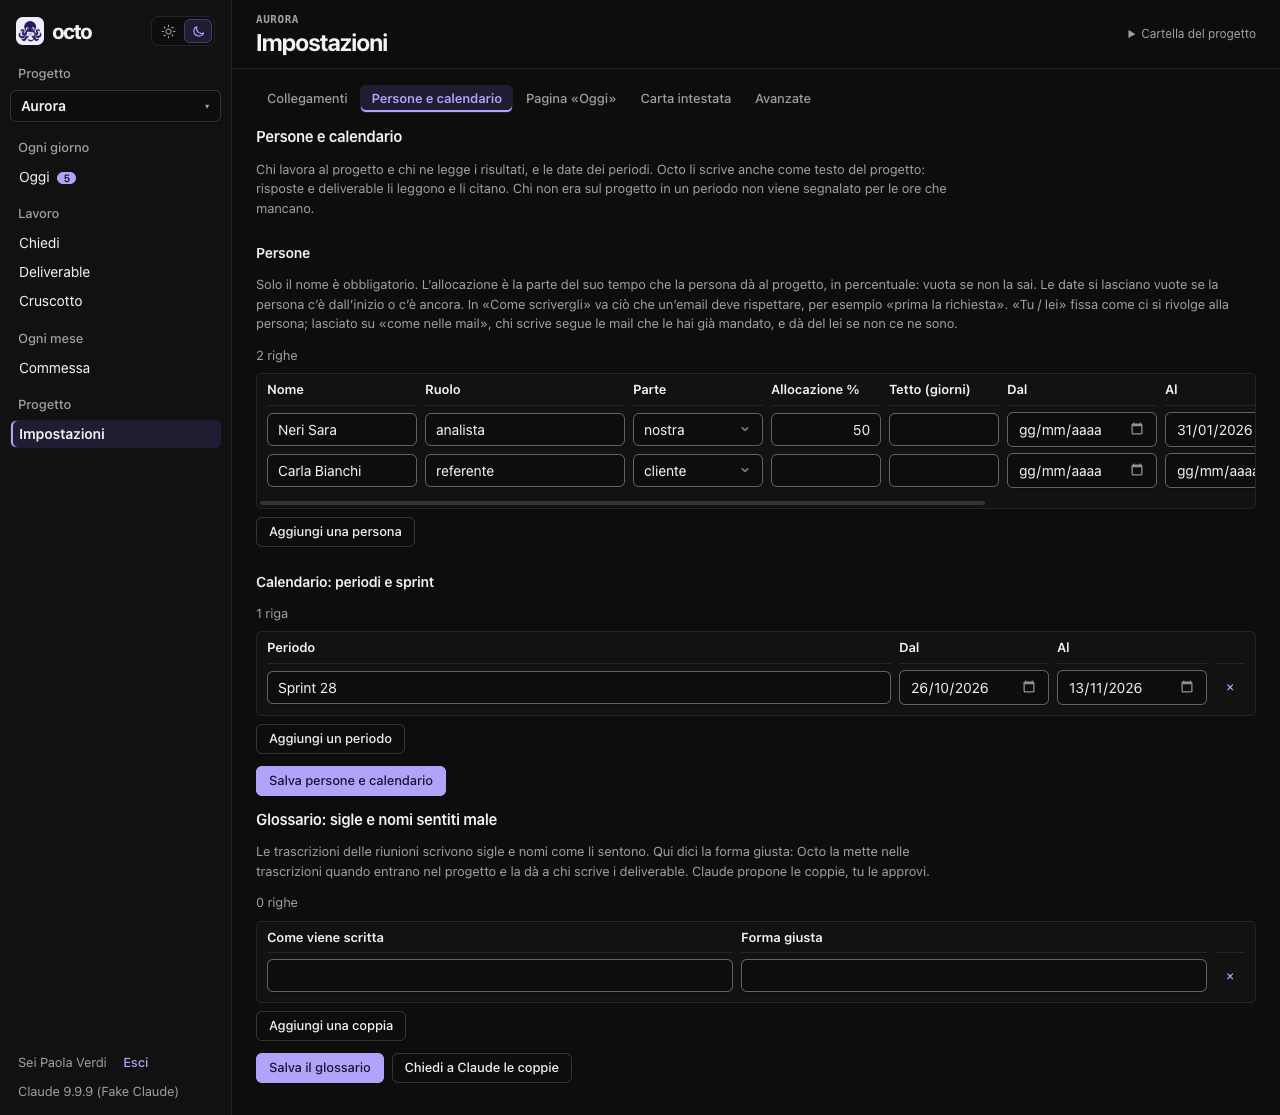 octo
Progetto
Aurora
Ogni giorno
Oggi 5
Lavoro
Chiedi
Deliverable
Cruscotto
Ogni mese
Commessa
Progetto
Impostazioni
Sei Paola Verdi Esci
Claude 9.9.9 (Fake Claude)
AURORA
Impostazioni
Cartella del progetto
Collegamenti Persone e calendario Pagina «Oggi» Carta intestata Avanzate
Persone e calendario
Chi lavora al progetto e chi ne legge i risultati, e le date dei periodi. Octo li scrive anche come testo del progetto:
risposte e deliverable li leggono e li citano. Chi non era sul progetto in un periodo non viene segnalato per le ore che
mancano.
Persone
Solo il nome è obbligatorio. L’allocazione è la parte del suo tempo che la persona dà al progetto, in percentuale: vuota se non la sai. Le date si lasciano vuote se la
persona c’è dall’inizio o c’è ancora. In «Come scrivergli» va ciò che un’email deve rispettare, per esempio «prima la richiesta». «Tu / lei» fissa come ci si rivolge alla
persona; lasciato su «come nelle mail», chi scrive segue le mail che le hai già mandato, e dà del lei se non ce ne sono.
2 righe
Nome Ruolo Parte Allocazione % Tetto (giorni) Dal Al
Neri Sara analista nostra 50 gg/mm/aaaa 31/01/2026
Carla Bianchi referente cliente gg/mm/aaaa gg/mm/aaaa
Aggiungi una persona
Calendario: periodi e sprint
1 riga
Periodo Dal Al
Sprint 28 26/10/2026 13/11/2026 ×
Aggiungi un periodo
Salva persone e calendario
Glossario: sigle e nomi sentiti male
Le trascrizioni delle riunioni scrivono sigle e nomi come li sentono. Qui dici la forma giusta: Octo la mette nelle
trascrizioni quando entrano nel progetto e la dà a chi scrive i deliverable. Claude propone le coppie, tu le approvi.
0 righe
Come viene scritta Forma giusta
×
Aggiungi una coppia
Salva il glossario Chiedi a Claude le coppie